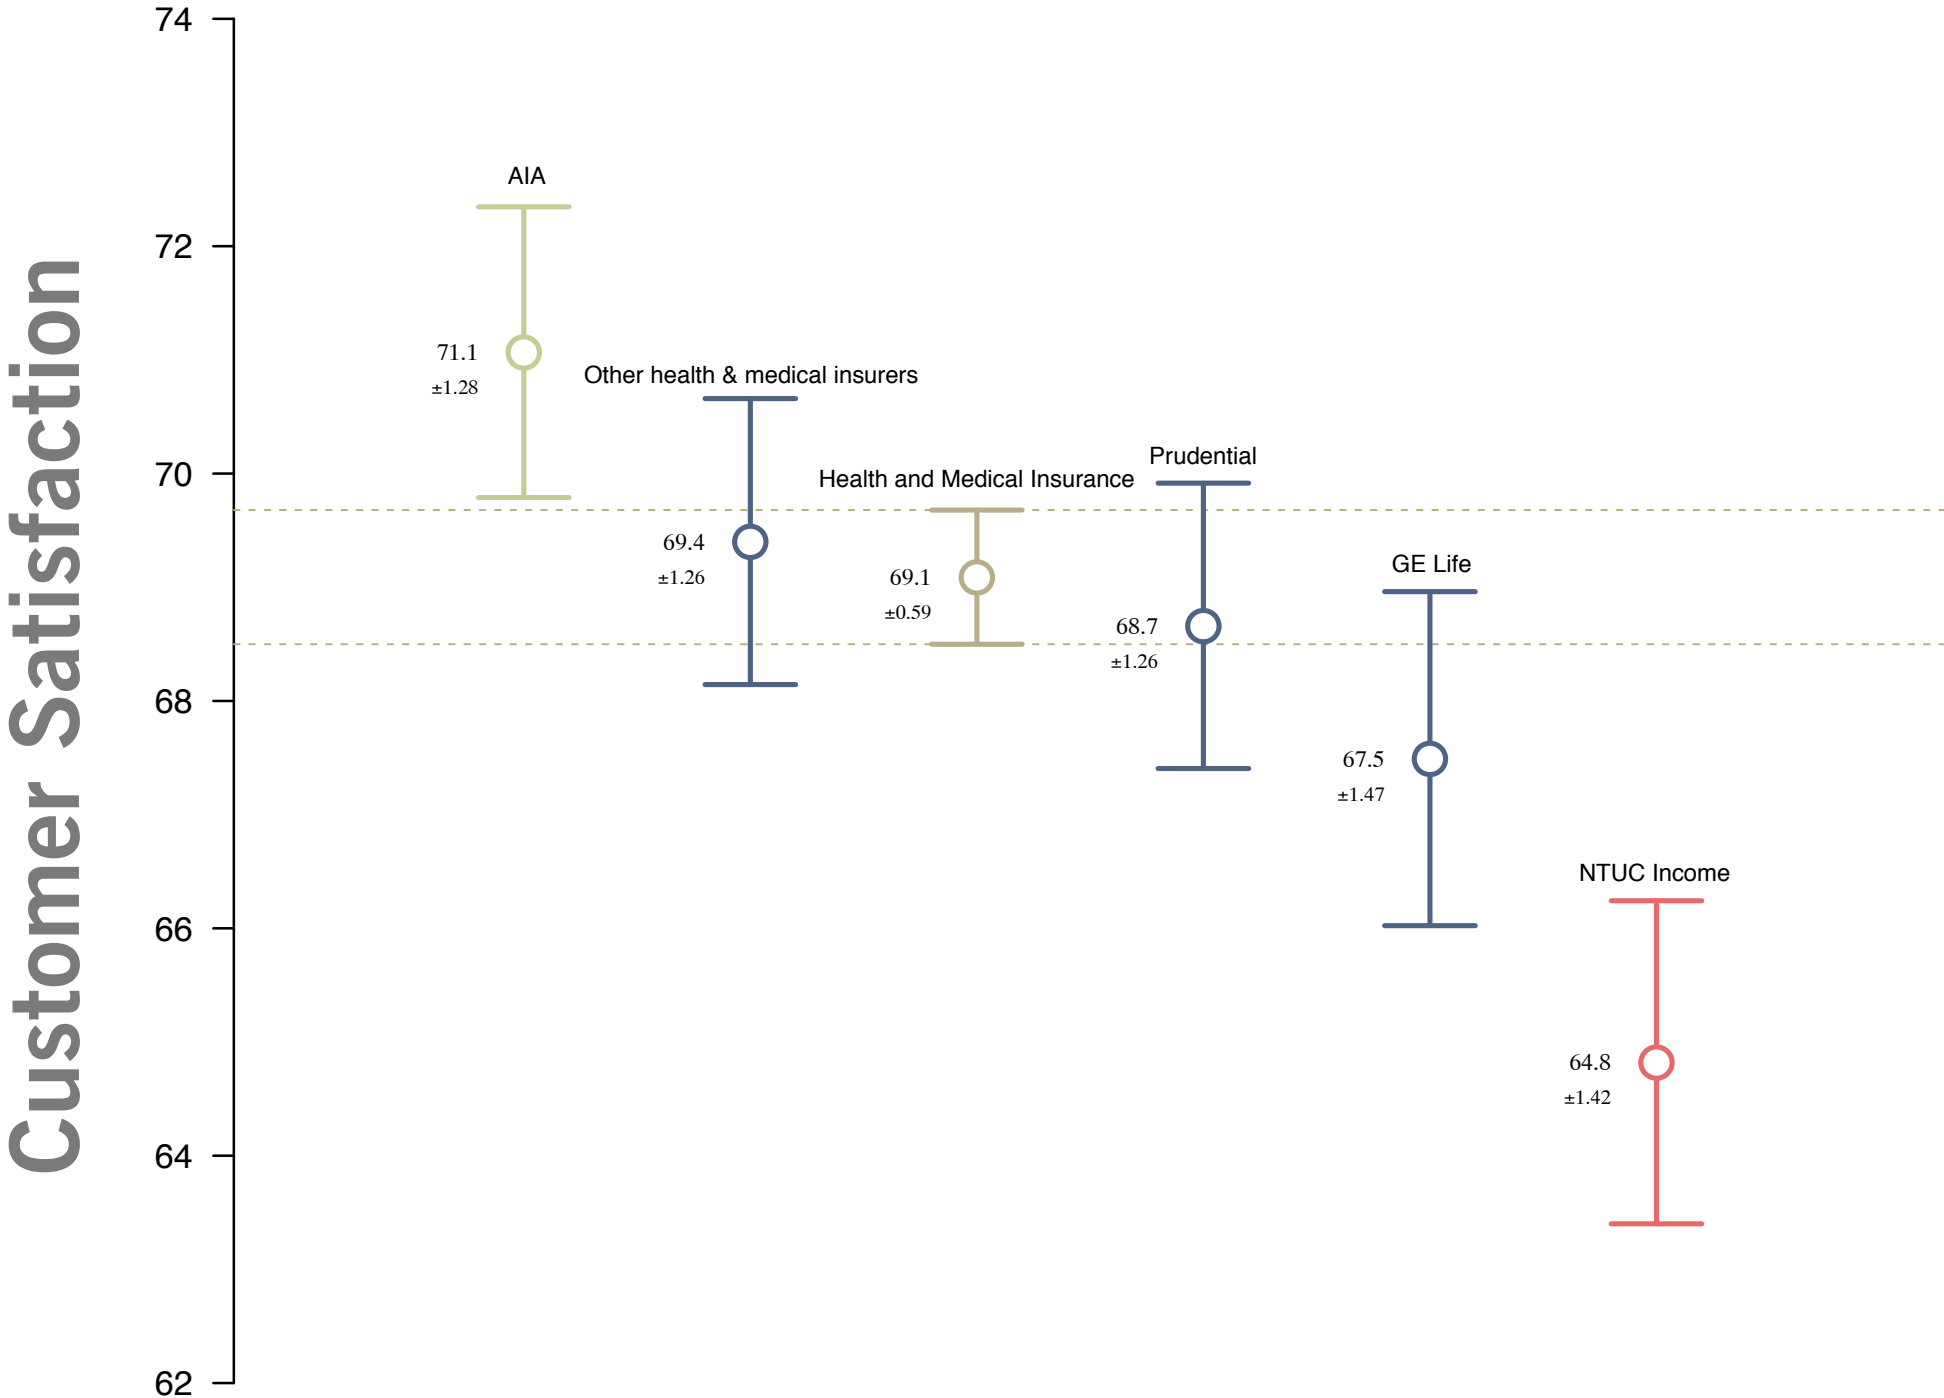 Customer Satisfaction
74
72
70
68
66
64
62
AIA
71.1
±1.28
Other health & medical insurers
69.4
±1.26
Health and Medical Insurance
69.1
±0.59
Prudential
68.7
±1.26
GE Life
67.5
±1.47
NTUC Income
64.8
±1.42